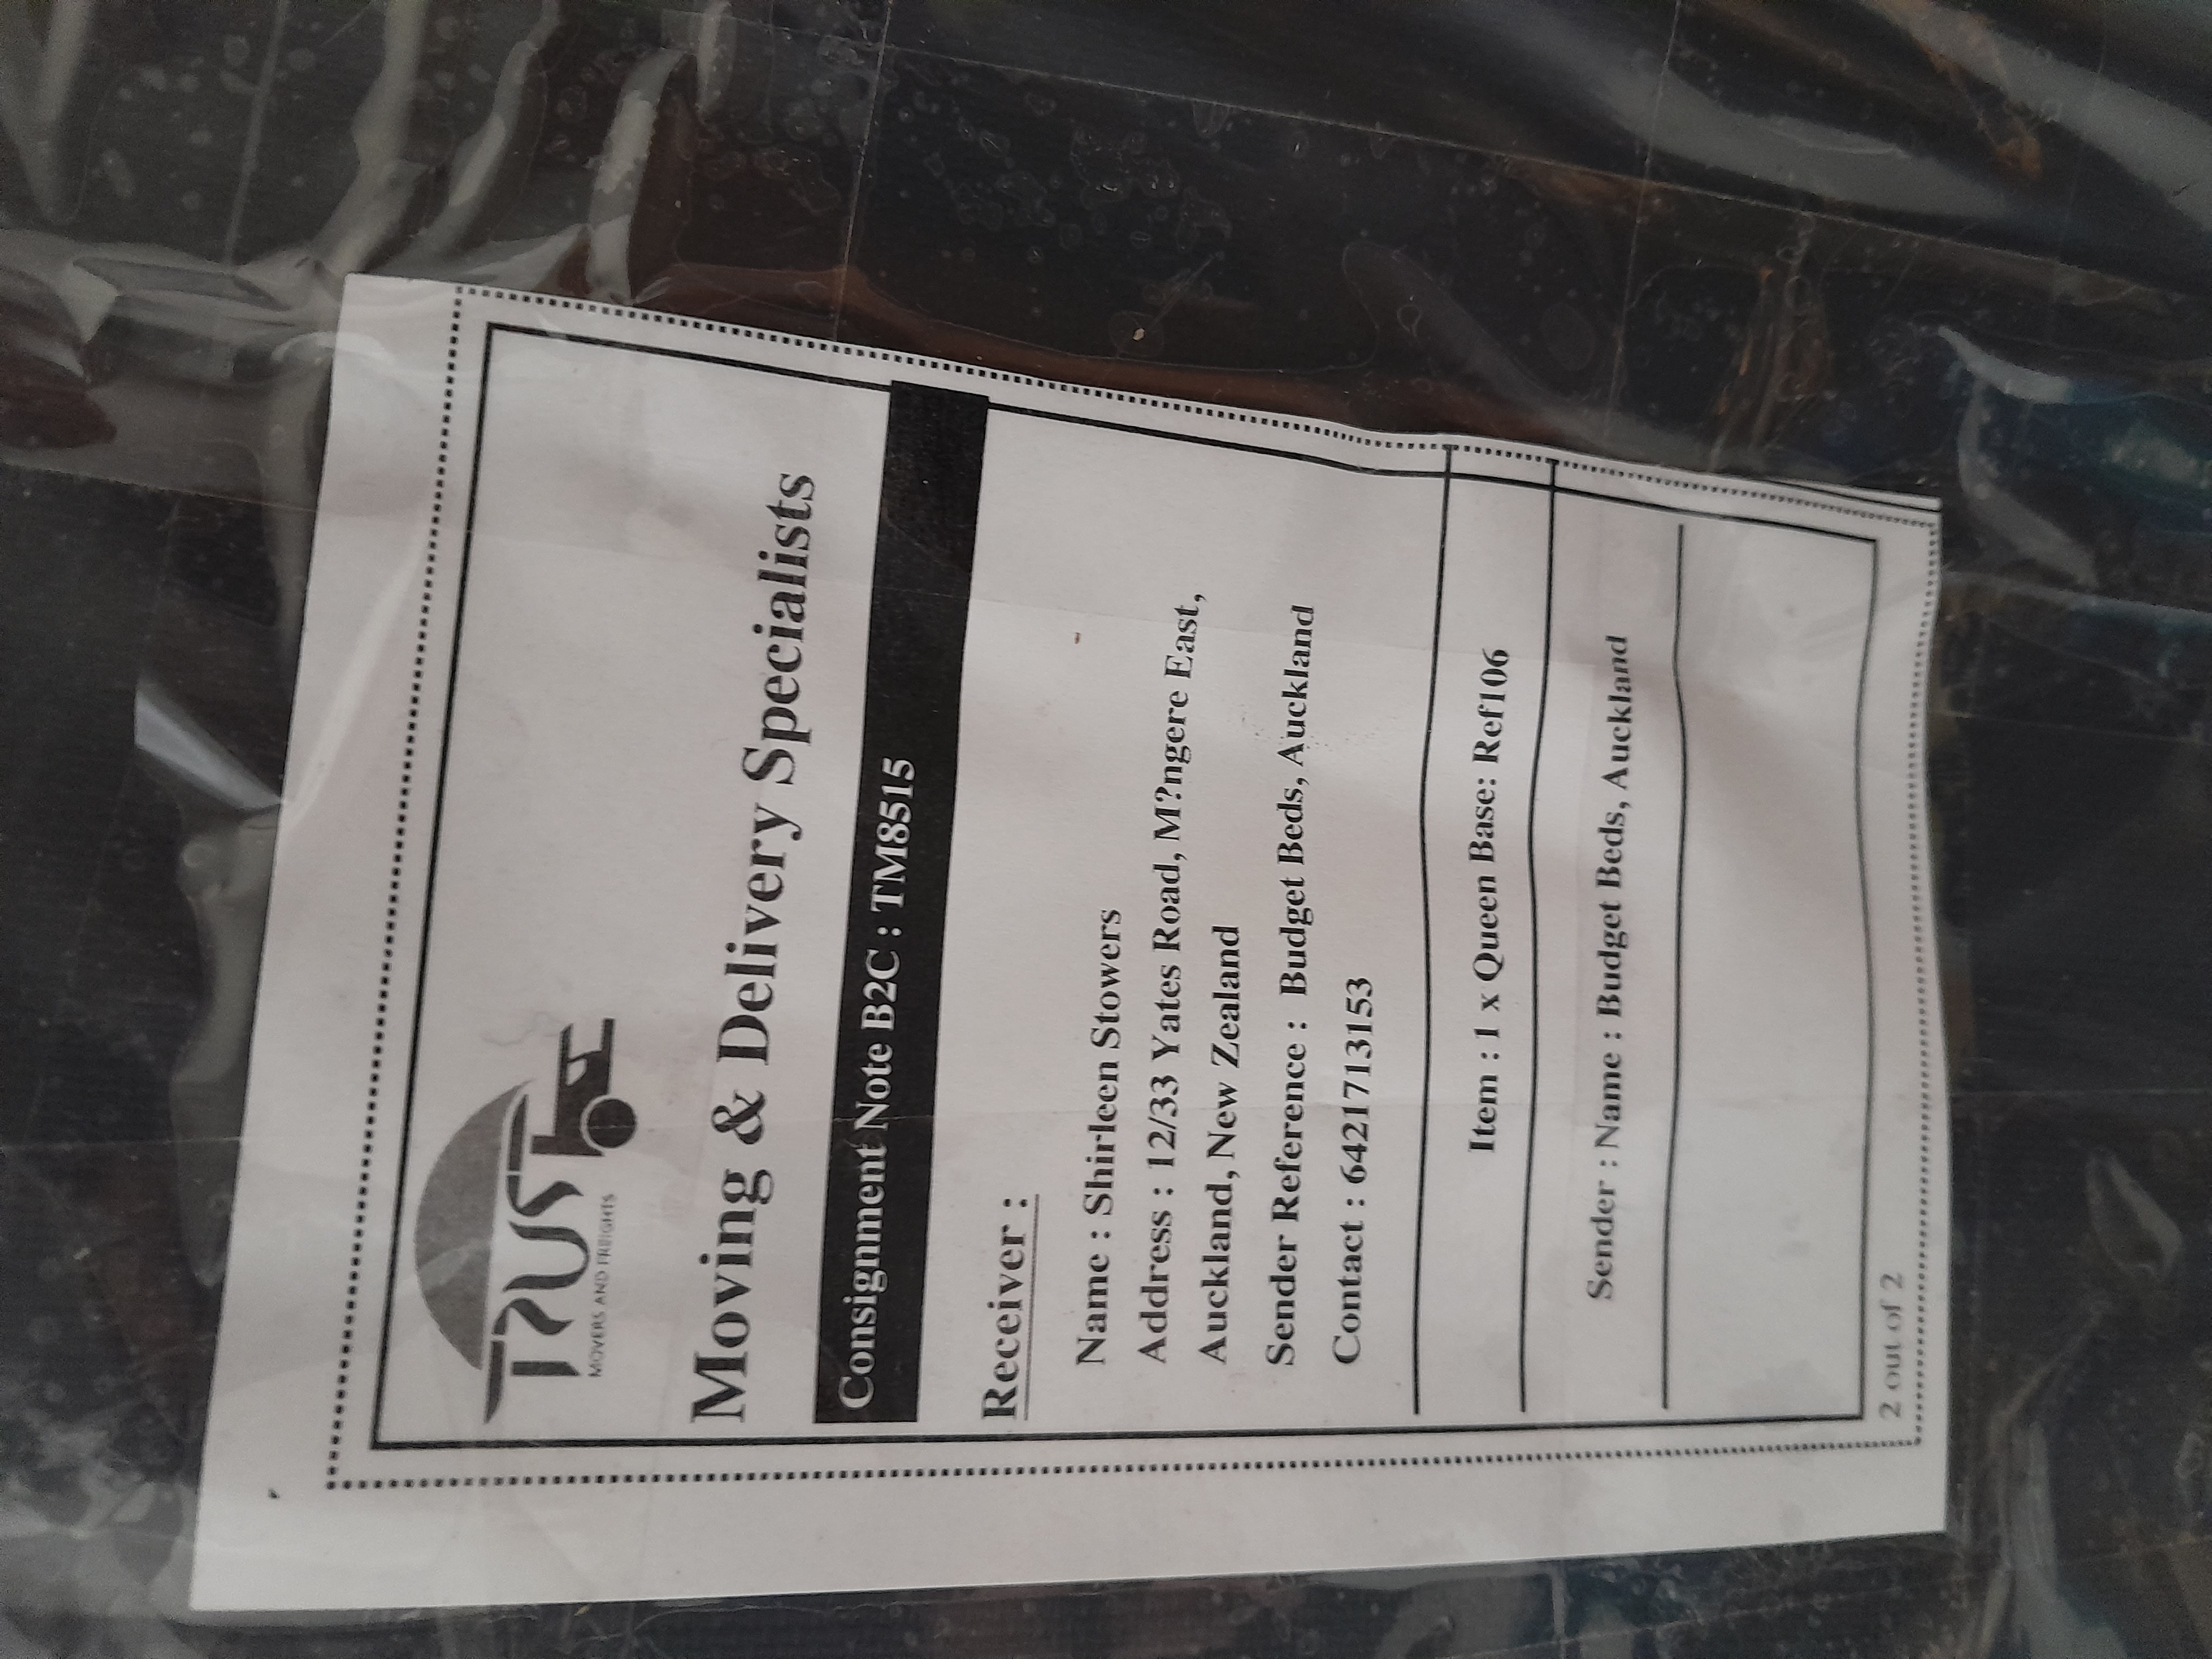 TRUST
MOVERS AND FREIGHTS
Moving & Delivery Specialists
Consignment Note B2C : TM8515
Receiver :
Name : Shirleen Stowers
Address : 12/33 Yates Road, M?ngere East,
Auckland, New Zealand
Sender Reference : Budget Beds, Auckland
Contact : 6421713153
Item : 1 x Queen Base: Ref106
Sender : Name : Budget Beds, Auckland
2 out of 2